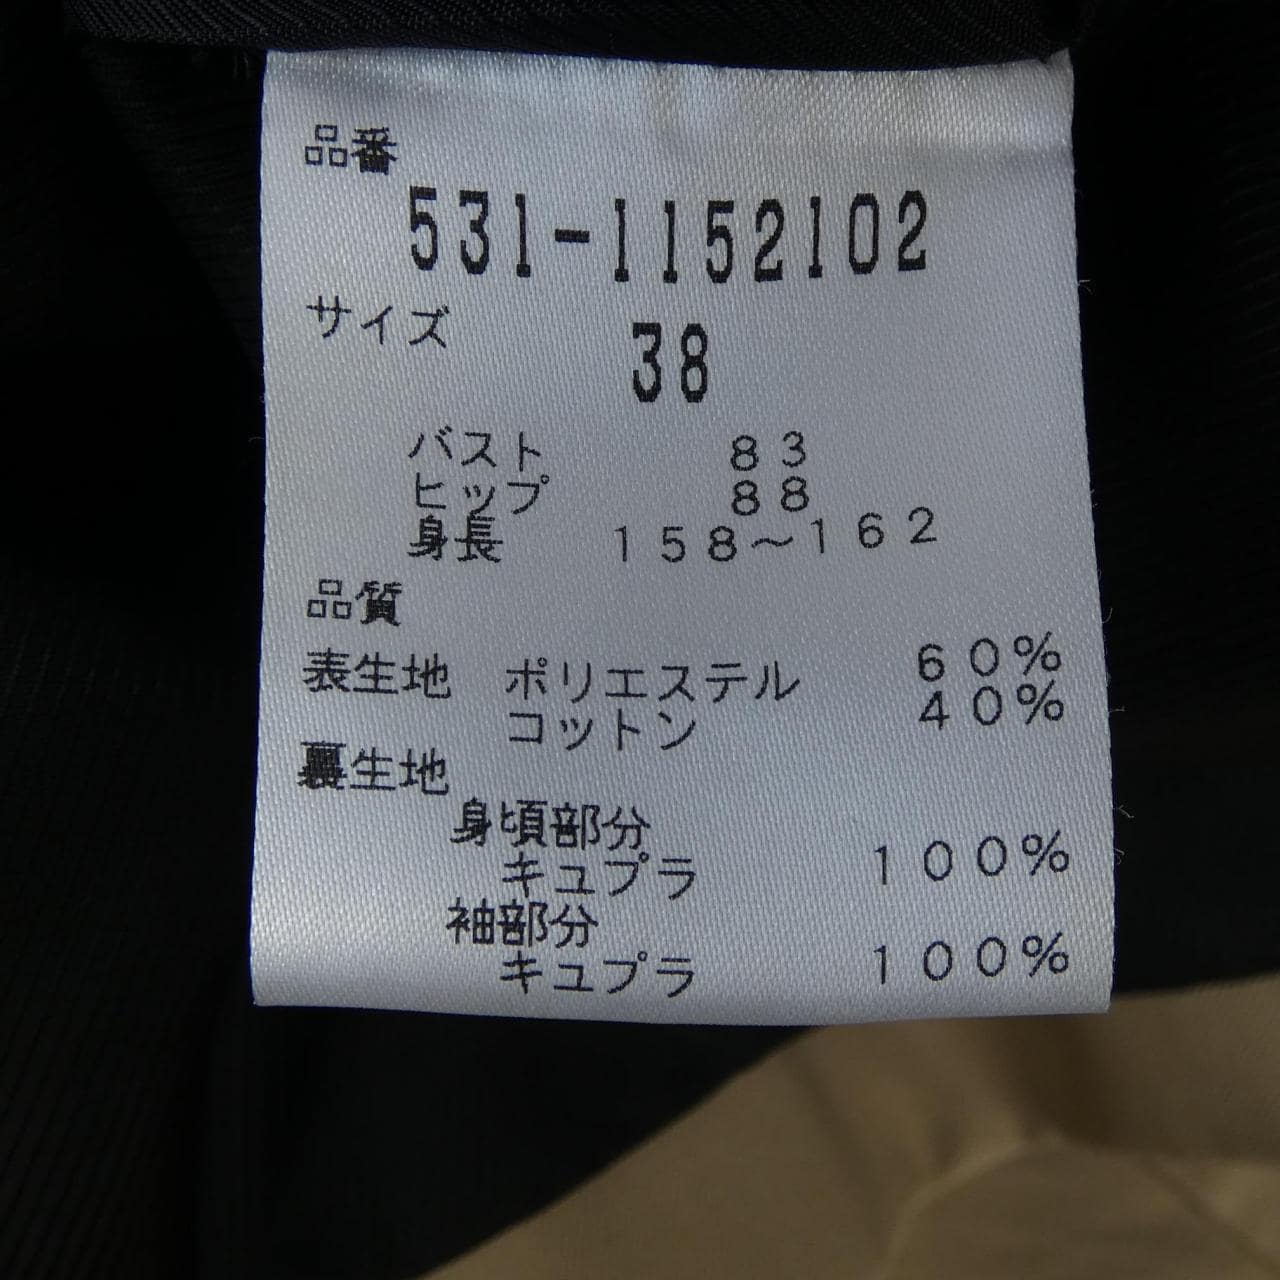 品番
531-1152102
サイズ 38
バスト 83
ヒップ 88
身長 158～162
品質
表生地 ポリエステル 60%
コットン 40%
裏生地
身頃部分
キュプラ 100%
袖部分
キュプラ 100%